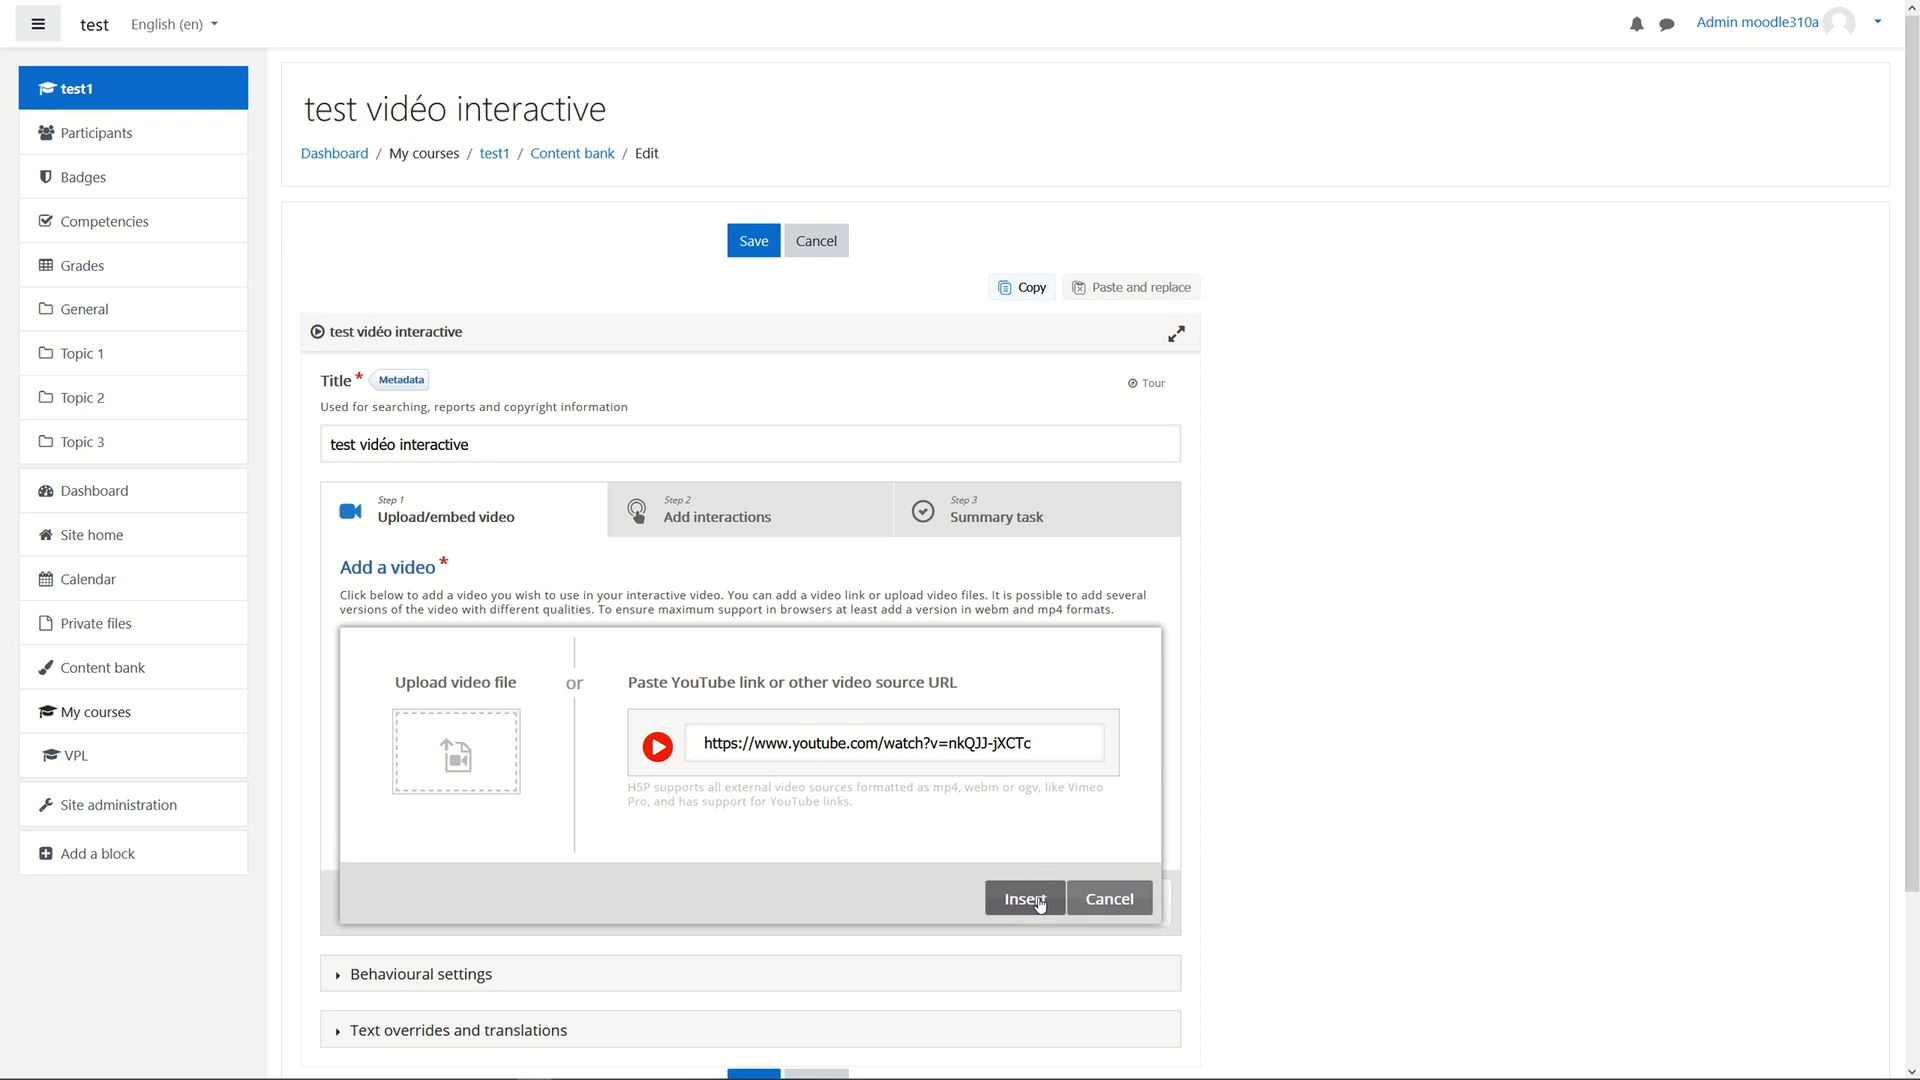 test
English (en)
Admin moodle310a
test1
Participants
Badges
Competencies
Grades
General
Topic 1
Topic 2
Topic 3
Dashboard
Site home
Calendar
Private files
Content bank
My courses
VPL
Site administration
Add a block
test vidéo interactive
Dashboard / My courses / test1 / Content bank / Edit
Save Cancel
Copy Paste and replace
test vidéo interactive
Title * Metadata
Tour
Used for searching, reports and copyright information
test vidéo interactive
Step 1
Upload/embed video
Step 2
Add interactions
Step 3
Summary task
Add a video *
Click below to add a video you wish to use in your interactive video. You can add a video link or upload video files. It is possible to add several
versions of the video with different qualities. To ensure maximum support in browsers at least add a version in webm and mp4 formats.
Upload video file
or
Paste YouTube link or other video source URL
https://www.youtube.com/watch?v=nkQJJ-jXCTc
H5P supports all external video sources formatted as mp4, webm or ogv, like Vimeo
Pro, and has support for YouTube links.
Insert Cancel
Behavioural settings
Text overrides and translations